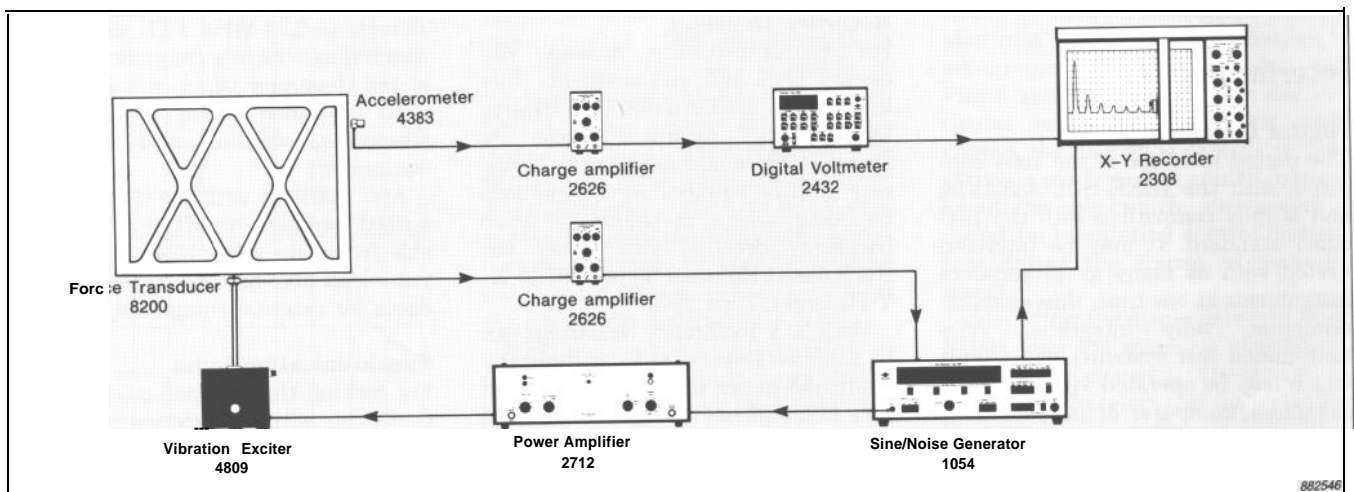 Accelerometer
4383
Charge amplifier
2626
Digital Voltmeter
2432
X-Y Recorder
2308
Force Transducer
8200
Charge amplifier
2626
Vibration Exciter
4809
Power Amplifier
2712
Sine/Noise Generator
1054
882546